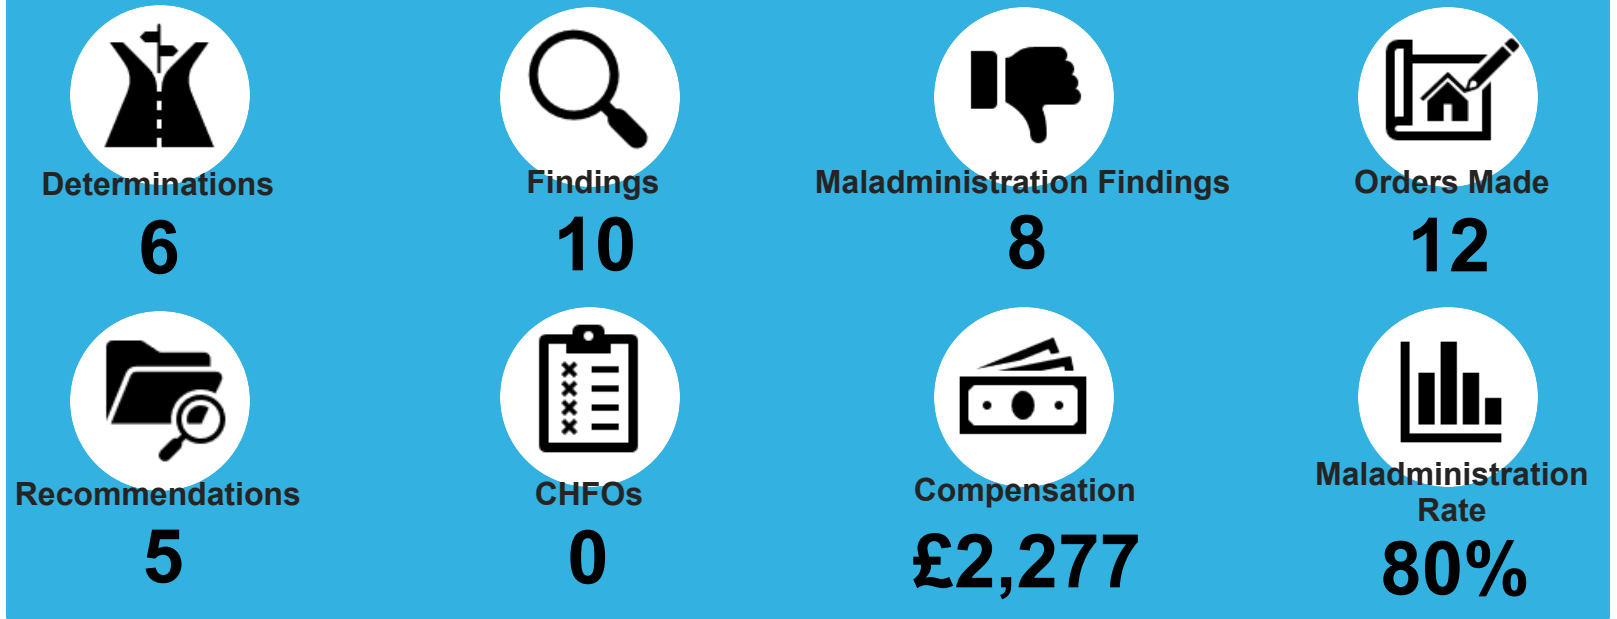 Determinations
6
Findings
10
Maladministration Findings
8
Orders Made
12
Recommendations
5
CHFOs
0
Compensation
£2,277
Maladministration
Rate
80%